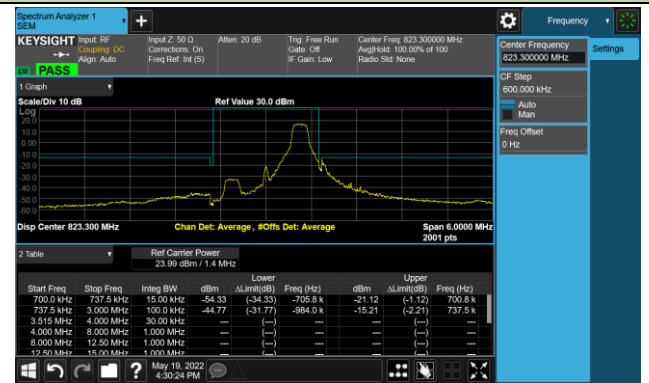 Spectrum Analyzer 1
SEM
Frequency
KEYSIGHT Input: RF
Coupling: DC
Align: Auto
Input Z: 50 Ω
Corrections: On
Freq Ref: Int (S)
Atten: 20 dB
Trig: Free Run
Gate: Off
IF Gain: Low
Center Freq: 823.300000 MHz
Avg|Hold: 100.00% of 100
Radio Std: None
PASS
Center Frequency
823.300000 MHz
Settings
CF Step
600.000 kHz
Auto
Man
Freq Offset
0 Hz
1 Graph
Scale/Div 10 dB
Ref Value 30.0 dBm
Log
20.0
10.0
0.00
-10.0
-20.0
-30.0
-40.0
-50.0
-60.0
Disp Center 823.300 MHz
Chan Det: Average , #Offs Det: Average
Span 6.0000 MHz
2001 pts
2 Table
Ref Carrier Power
23.99 dBm / 1.4 MHz
Lower Upper
Start Freq Stop Freq Integ BW dBm ΔLimit(dB) Freq (Hz) dBm ΔLimit(dB) Freq (Hz)
700.0 kHz 737.5 kHz 15.00 kHz -54.33 (-34.33) -705.8 k -21.12 (-1.12) 700.8 k
737.5 kHz 3.000 MHz 100.0 kHz -44.77 (-31.77) -984.0 k -15.21 (-2.21) 737.5 k
3.515 MHz 4.000 MHz 30.00 kHz --- (---) --- --- (---) ---
4.000 MHz 8.000 MHz 1.000 MHz --- (---) --- --- (---) ---
8.000 MHz 12.50 MHz 1.000 MHz --- (---) --- --- (---) ---
12.50 MHz 15.00 MHz 1.000 MHz --- (---) --- --- (---) ---
May 19, 2022
4:30:24 PM